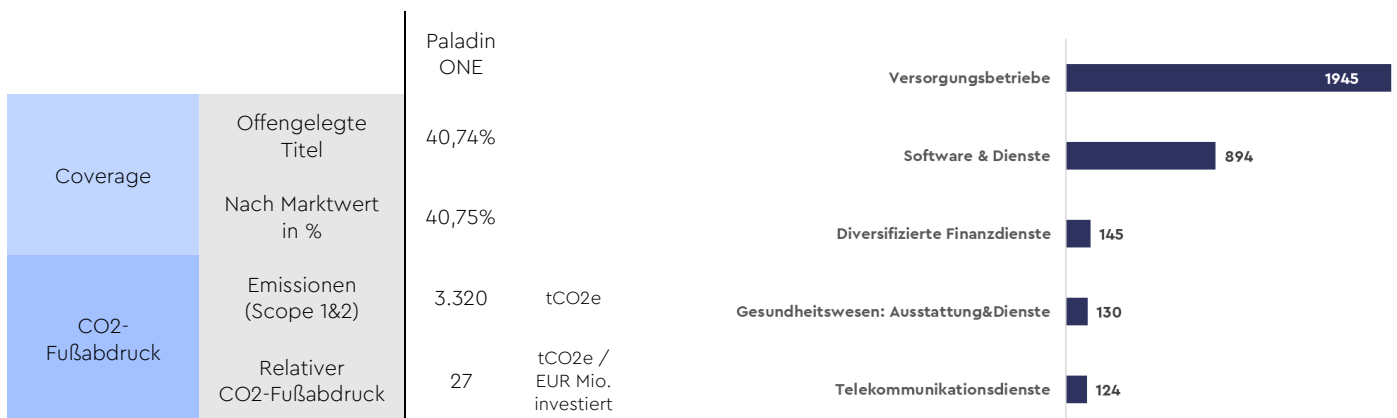 Paladin
ONE
Coverage
Offengelegte
Titel
40,74%
Nach Marktwert
in %
40,75%
CO2-
Fußabdruck
Emissionen
(Scope 1&2)
3.320
tCO2e
Relativer
CO2-Fußabdruck
27
tCO2e /
EUR Mio.
investiert
Versorgungsbetriebe
1945
Software & Dienste
894
Diversifizierte Finanzdienste
145
Gesundheitswesen: Ausstattung&Dienste
130
Telekommunikationsdienste
124